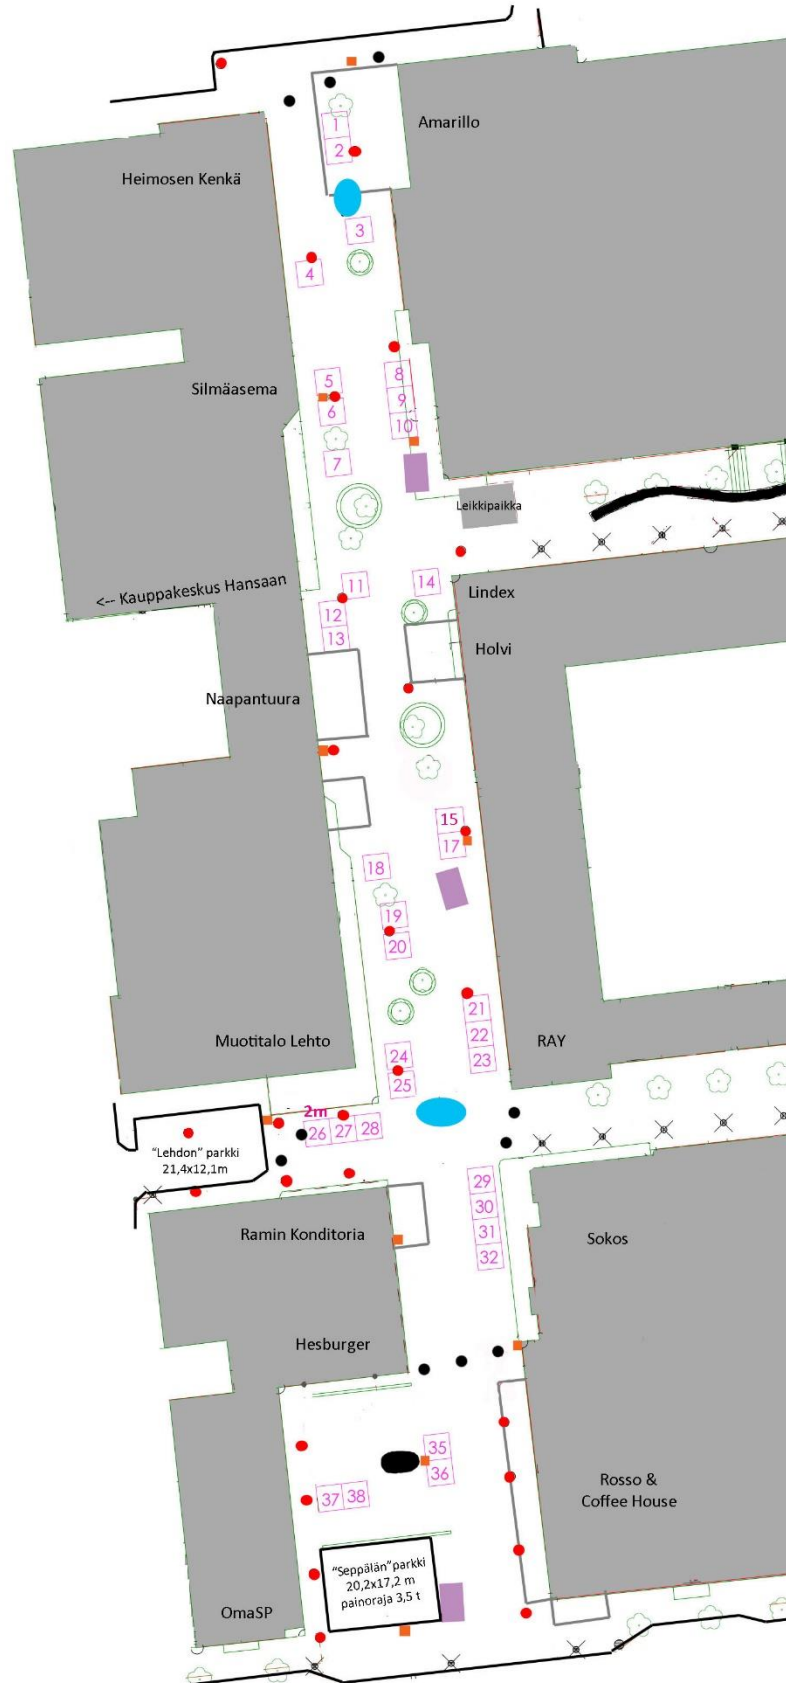 Amarillo
1
2
Heimosen Kenkä
3
4
5
8
Silmäasema
6
9
10
7
Leikkipaikka
<-- Kauppakeskus Hansaan
11
14
Lindex
12
13
Holvi
Naapantuura
15
17
18
19
20
21
22
Muotitalo Lehto
RAY
24
23
25
2m
26 27 28
"Lehdon" parkki
21,4x12,1m
29
30
Ramin Konditoria
31
Sokos
32
Hesburger
35
36
Rosso &
Coffee House
37 38
"Seppälän"parkki
20,2x17,2 m
painoraja 3,5 t
OmaSP